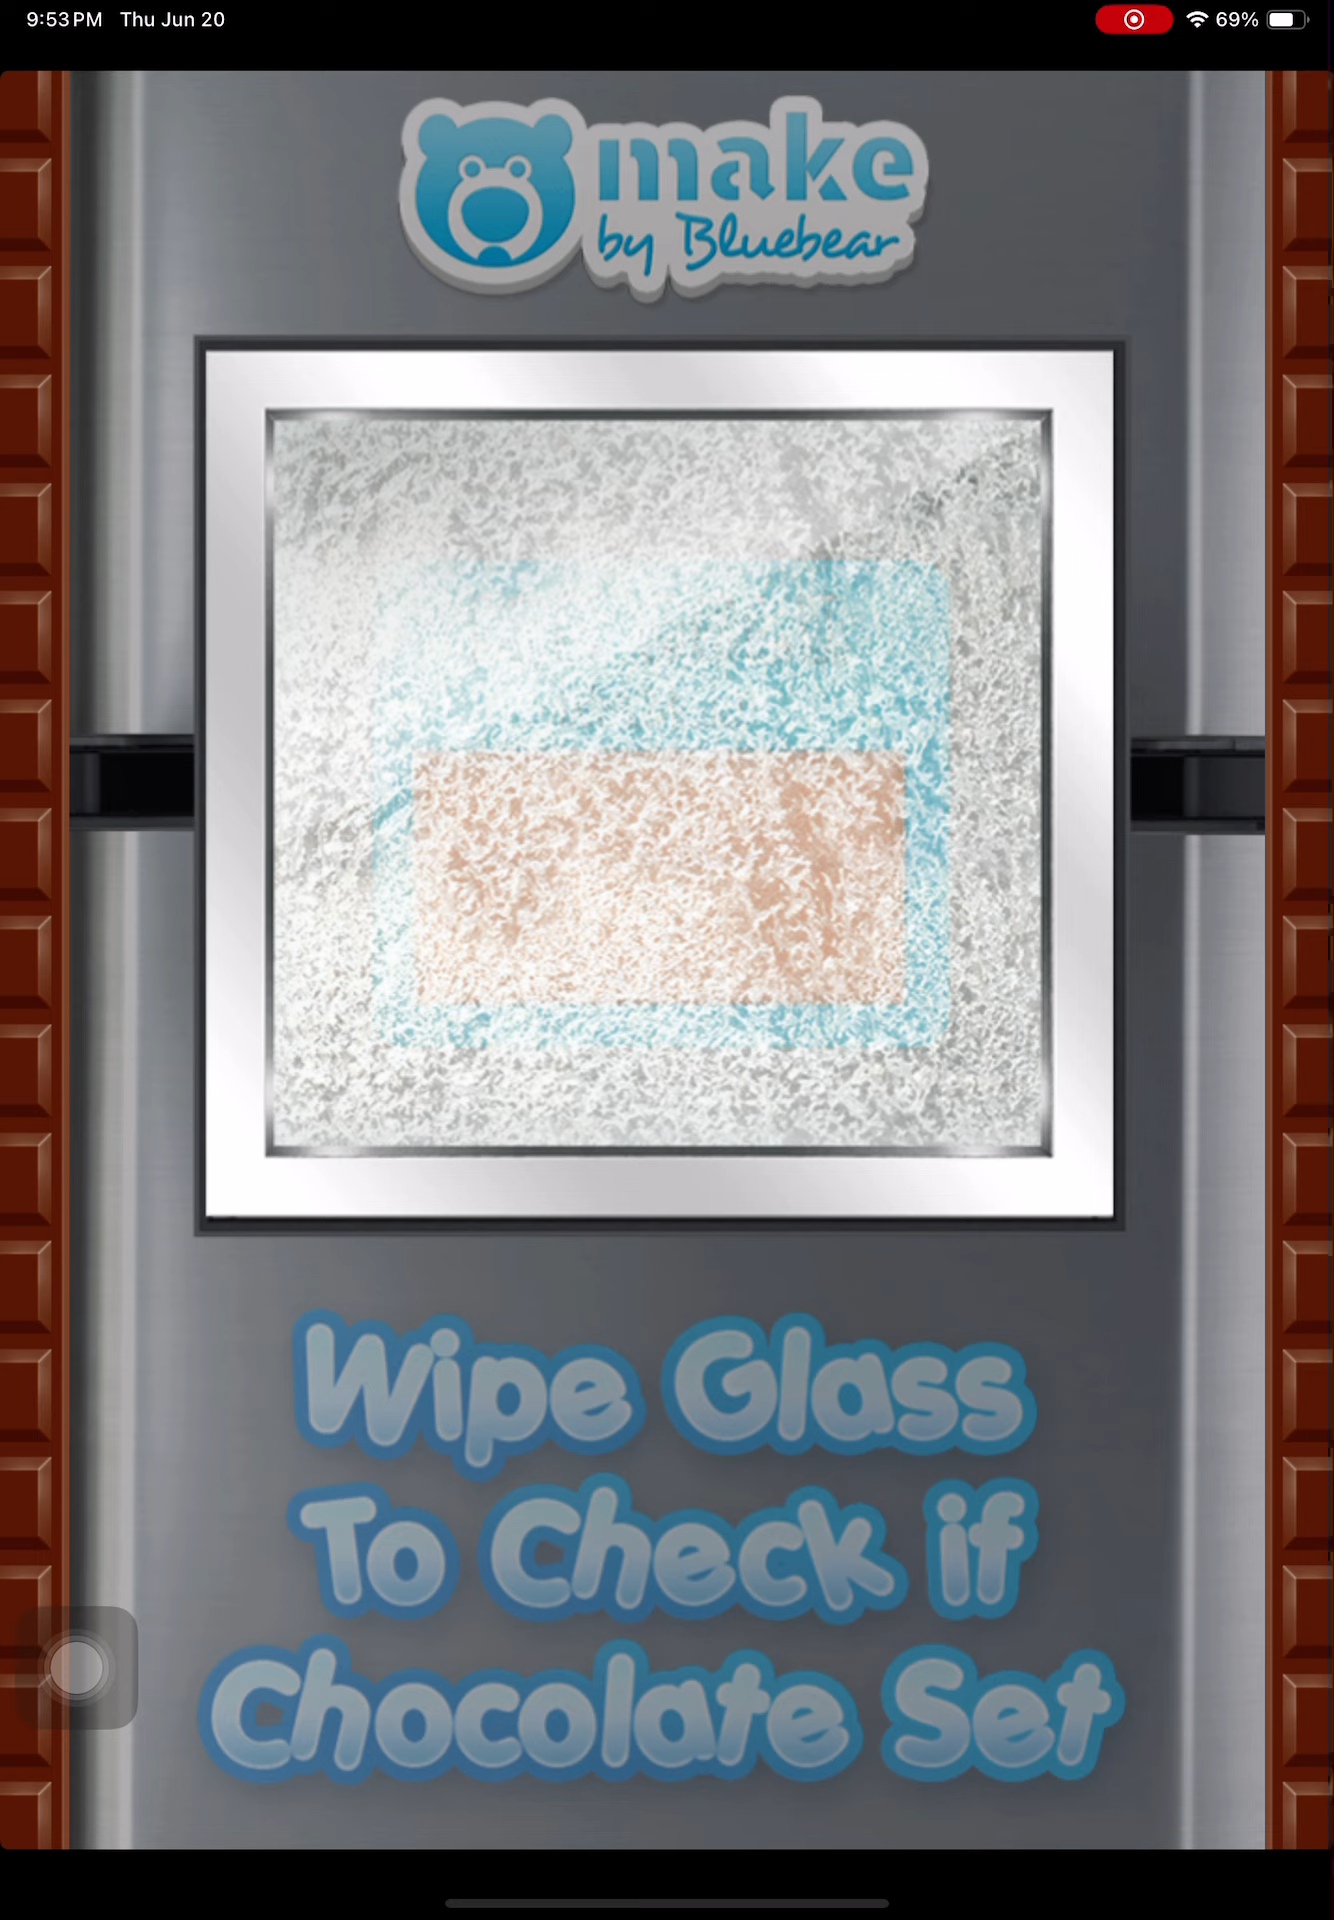 9:53 PM Thu Jun 20
69%
make
by Bluebear
Wipe Glass
To Check if
Chocolate Set